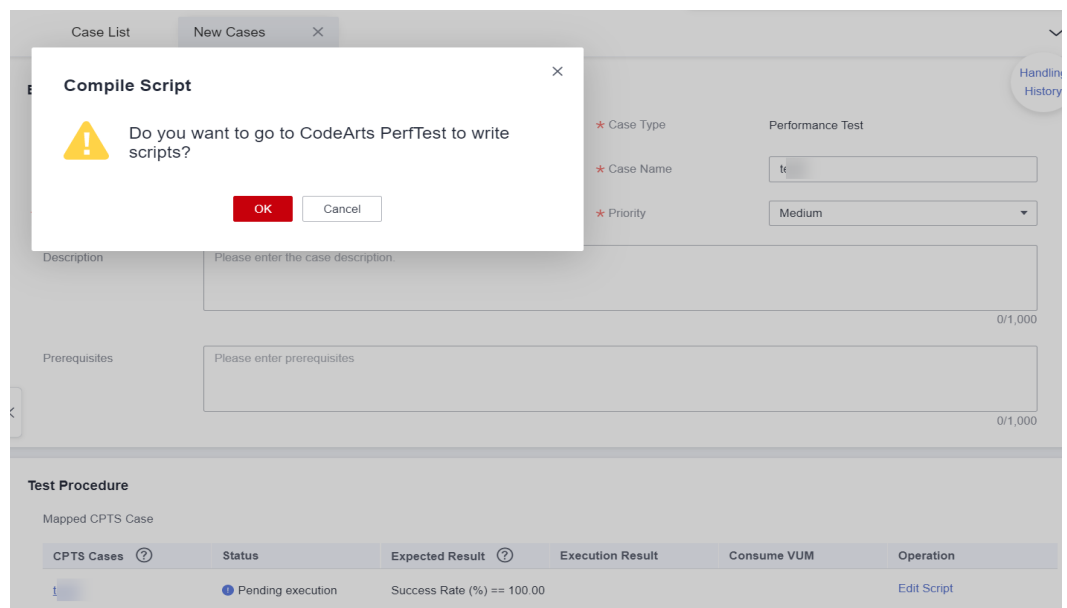 Case List New Cases
Handling
History
Compile Script
Do you want to go to CodeArts PerfTest to write
scripts?
OK Cancel
* Case Type Performance Test
* Case Name
* Priority Medium
Description Please enter the case description.
0/1,000
Prerequisites Please enter prerequisites
0/1,000
Test Procedure
Mapped CPTS Case
CPTS Cases ? Status Expected Result ? Execution Result Consume VUM Operation
Pending execution Success Rate (%) == 100.00 Edit Script